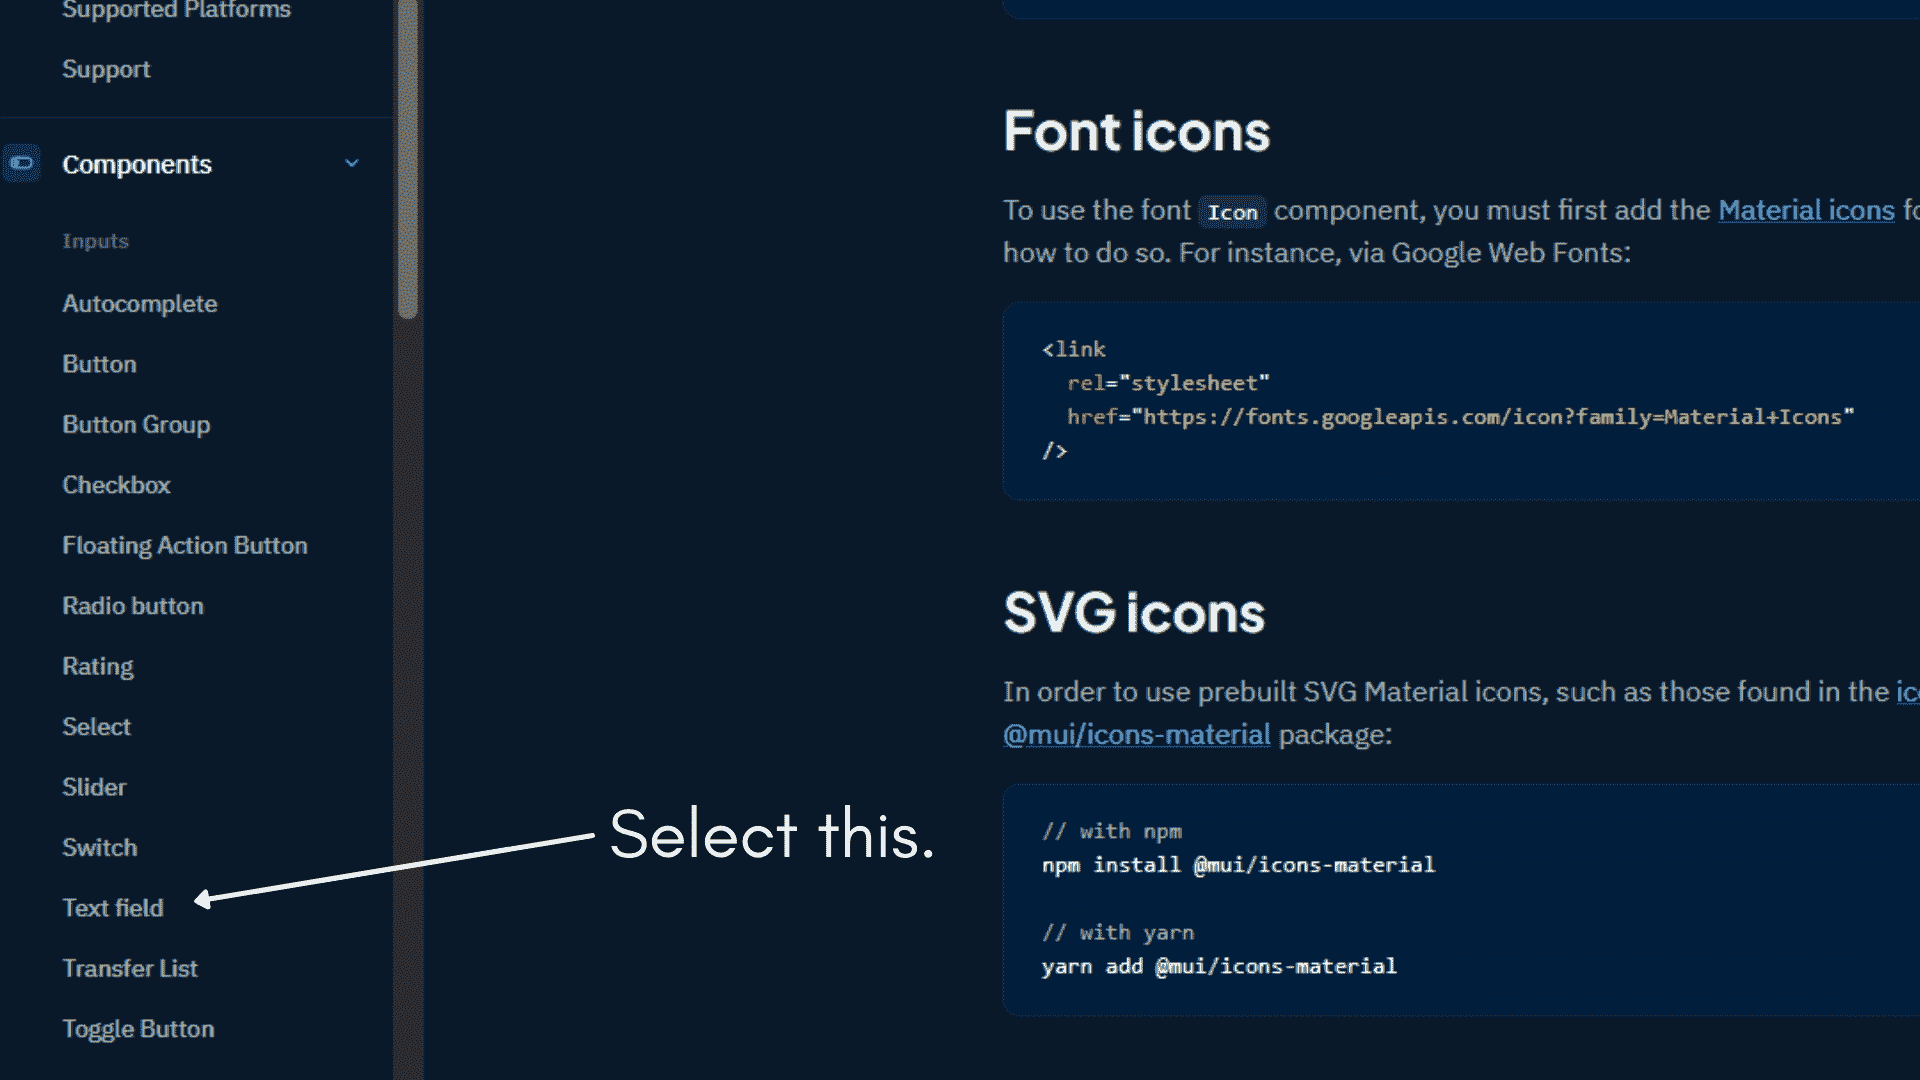 Supported Platforms
Support
Components
Inputs
Autocomplete
Button
Button Group
Checkbox
Floating Action Button
Radio button
Rating
Select
Slider
Switch
Text field
Transfer List
Toggle Button
Select this.
Font icons
To use the font Icon component, you must first add the Material icons
how to do so. For instance, via Google Web Fonts:
<link
rel="stylesheet"
href="https://fonts.googleapis.com/icon?family=Material+Icons"
/>
SVG icons
In order to use prebuilt SVG Material icons, such as those found in the
@mui/icons-material package:
// with npm
npm install @mui/icons-material
// with yarn
yarn add @mui/icons-material